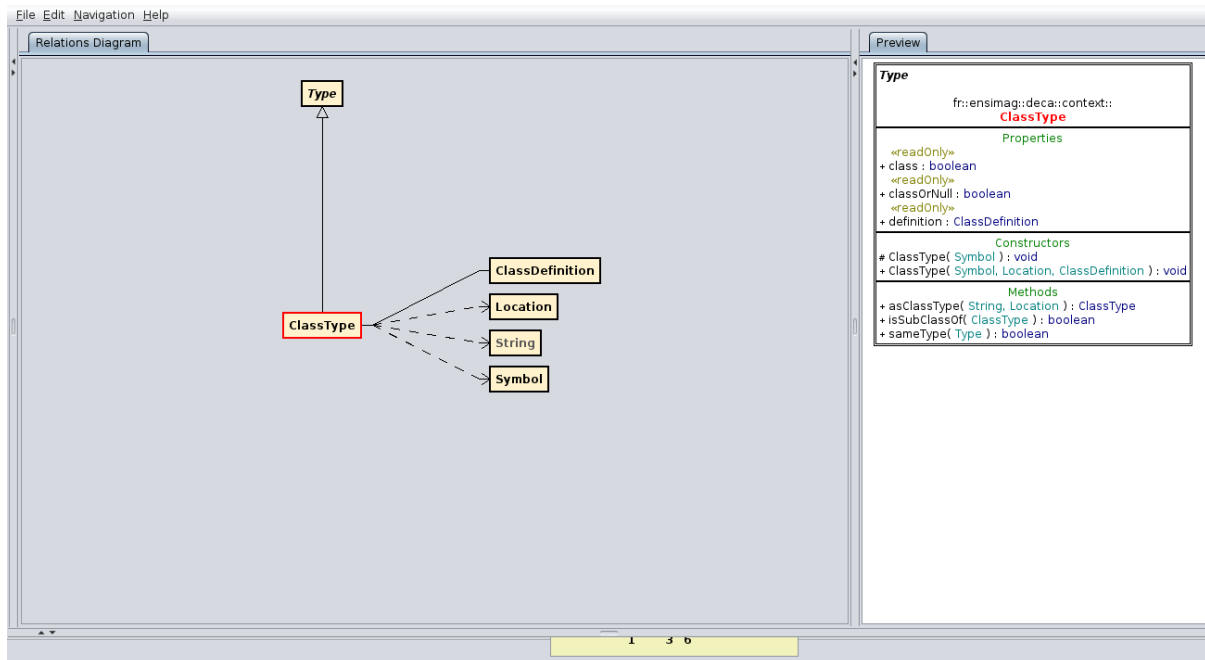 File Edit Navigation Help
Relations Diagram
Preview
Type
ClassType
ClassDefinition
Location
String
Symbol
Type
fr::ensimag::deca::context::
ClassType
Properties
«readOnly»
+ class : boolean
«readOnly»
+ classOrNull : boolean
«readOnly»
+ definition : ClassDefinition
Constructors
# ClassType( Symbol ) : void
+ ClassType( Symbol, Location, ClassDefinition ) : void
Methods
+ asClassType( String, Location ) : ClassType
+ isSubClassOf( ClassType ) : boolean
+ sameType( Type ) : boolean
1 3 6